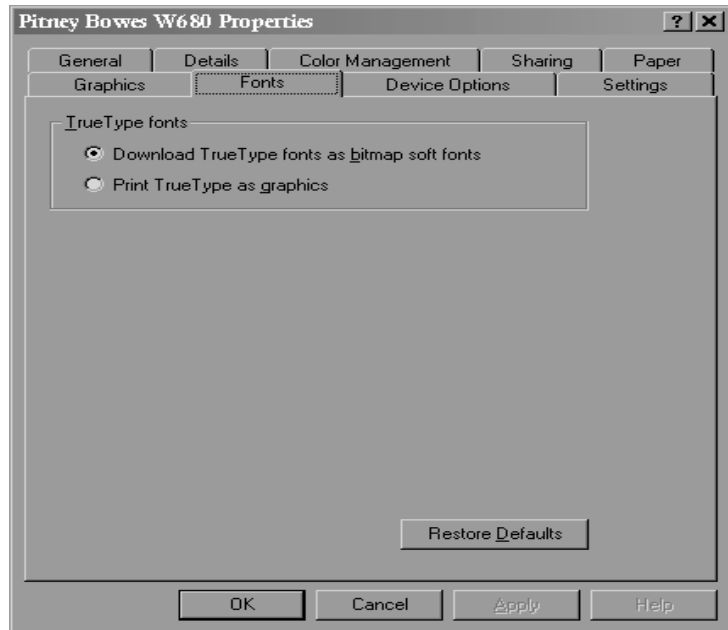 Pitney Bowes W680 Properties
General Details Color Management Sharing Paper
Graphics Fonts Device Options Settings
TrueType fonts
Download TrueType fonts as bitmap soft fonts
Print TrueType as graphics
Restore Defaults
OK Cancel Apply Help